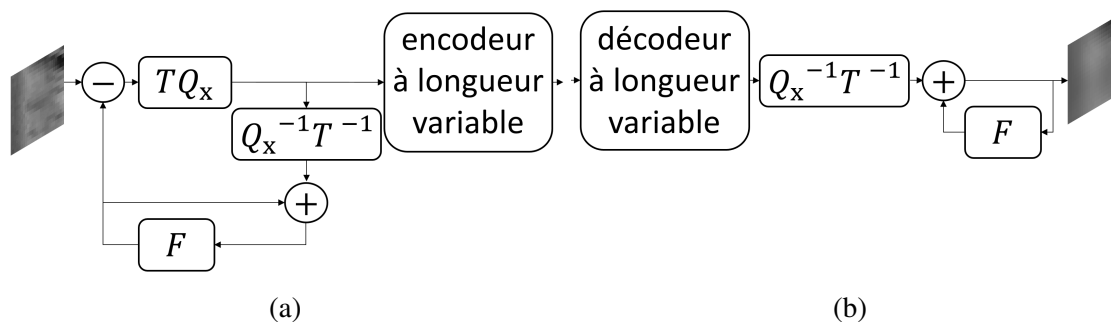 −
TQₓ
encodeur
à longueur
variable
décodeur
à longueur
variable
Qₓ⁻¹T⁻¹
+
Qₓ⁻¹T⁻¹
F
+
F
(a)
(b)